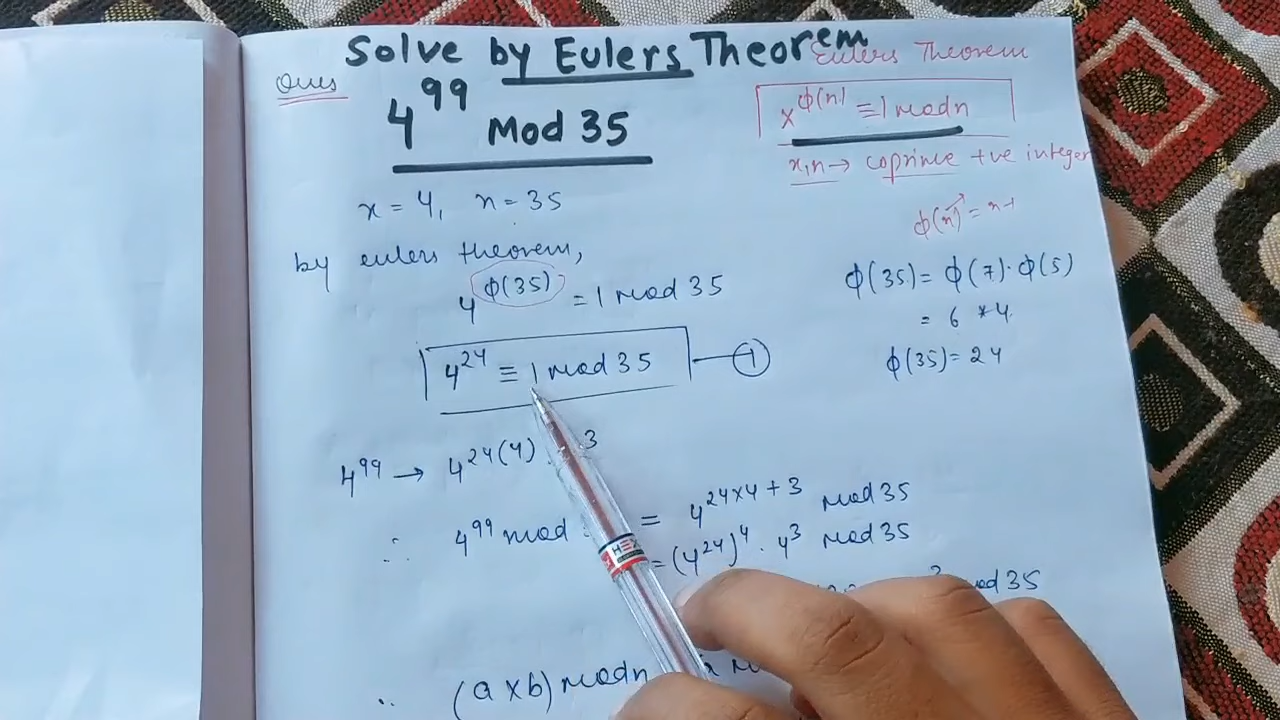 Solve by Eulers Theorem
Eulers Theorem
Ques
4^99 Mod 35
x^ϕ(n) ≡ 1 mod n
x,n → coprince +ve integer
x = 4, n = 35
ϕ(n) = n-1
by eulers theorem,
4^ϕ(35) = 1 mod 35
ϕ(35) = ϕ(7)·ϕ(5)
= 6 * 4
ϕ(35) = 24
4^24 ≡ 1 mod 35 — 1
4^99 → 4^24(4) . 3
∴ 4^99 mod = 4^24x4+3 mod 35
= (4^24)^4 . 4^3 mod 35
mod 35
∴ (a x b) mod n
HEX